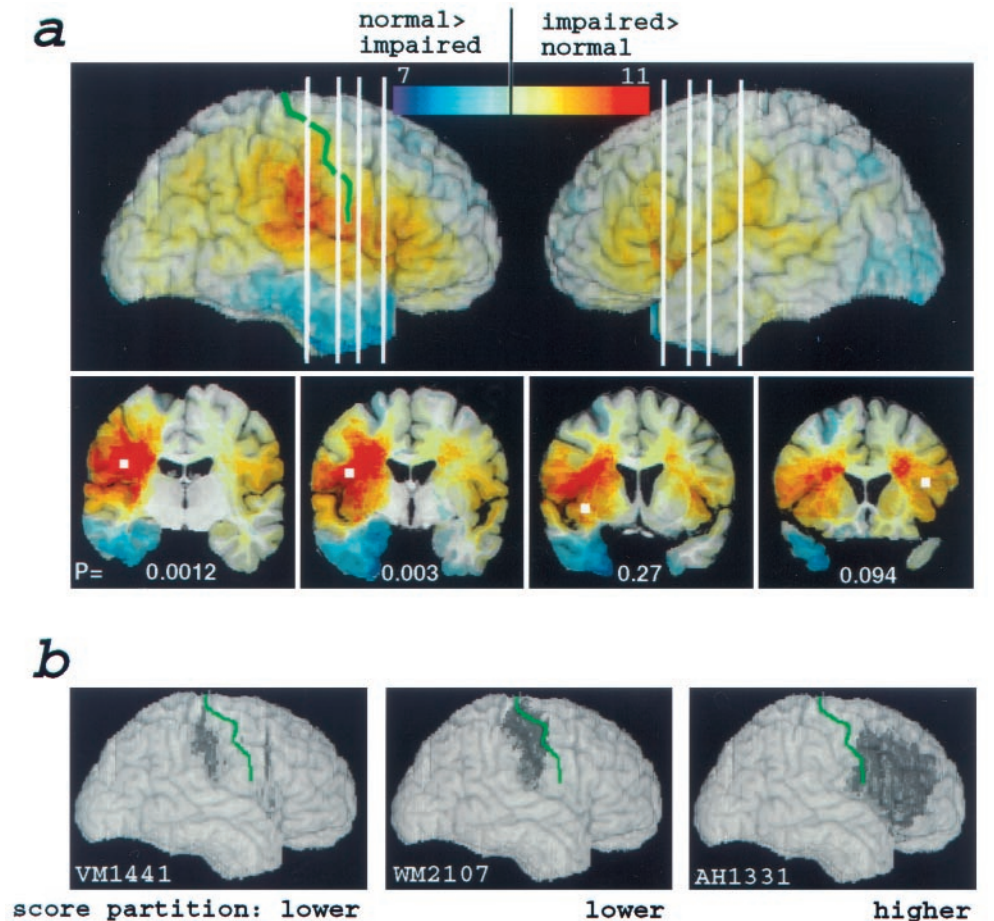 a
normal> impaired>
impaired normal
7 11
P= 0.0012 0.003 0.27 0.094
b
VM1441 WM2107 AH1331
score partition: lower lower higher